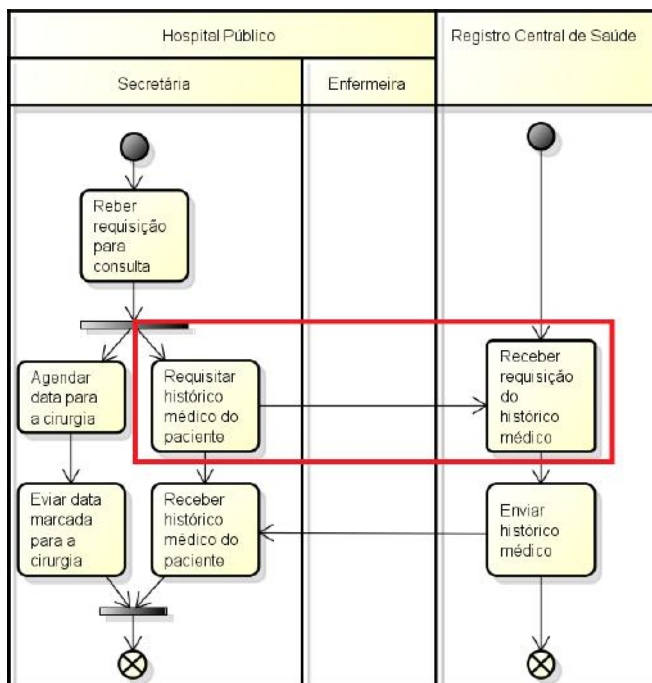 Hospital Público
Registro Central de Saúde
Secretária
Enfermeira
Reber
requisição
para
consulta
Agendar
data para
a cirurgia
Requisitar
histórico
médico do
paciente
Receber
requisição
do
histórico
médico
Eviar data
marcada
para a
cirurgia
Receber
histórico
médico do
paciente
Enviar
histórico
médico